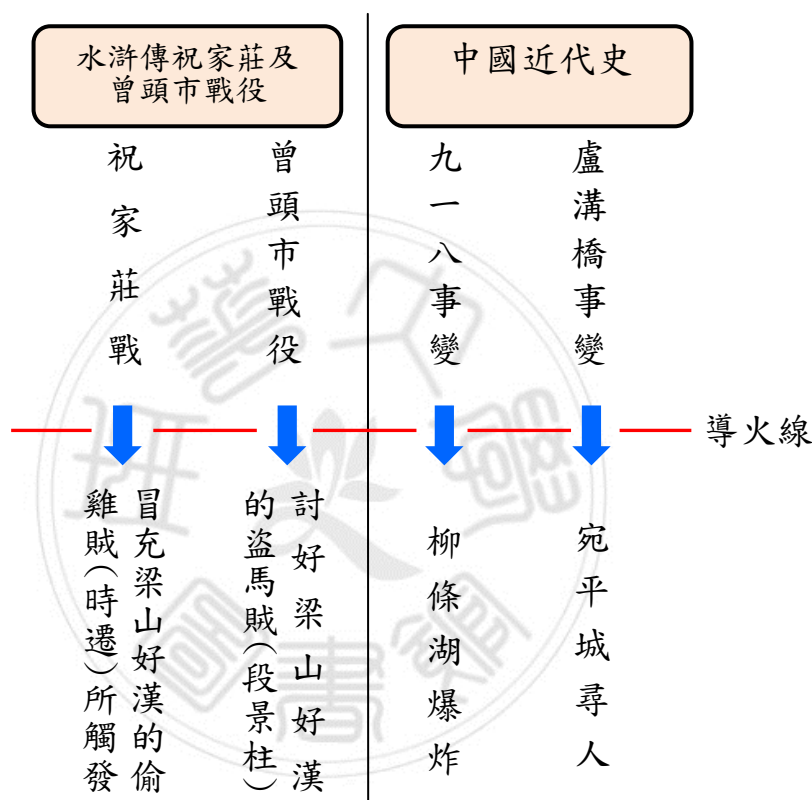 水滸傳祝家莊及
曾頭市戰役
中國近代史
祝家莊戰
曾頭市戰役
九一八事變
盧溝橋事變
導火線
冒充梁山好漢的偷
雞賊(時遷)所觸發
討好梁山好漢
的盜馬賊(段景柱)
柳條湖爆炸
宛平城尋人